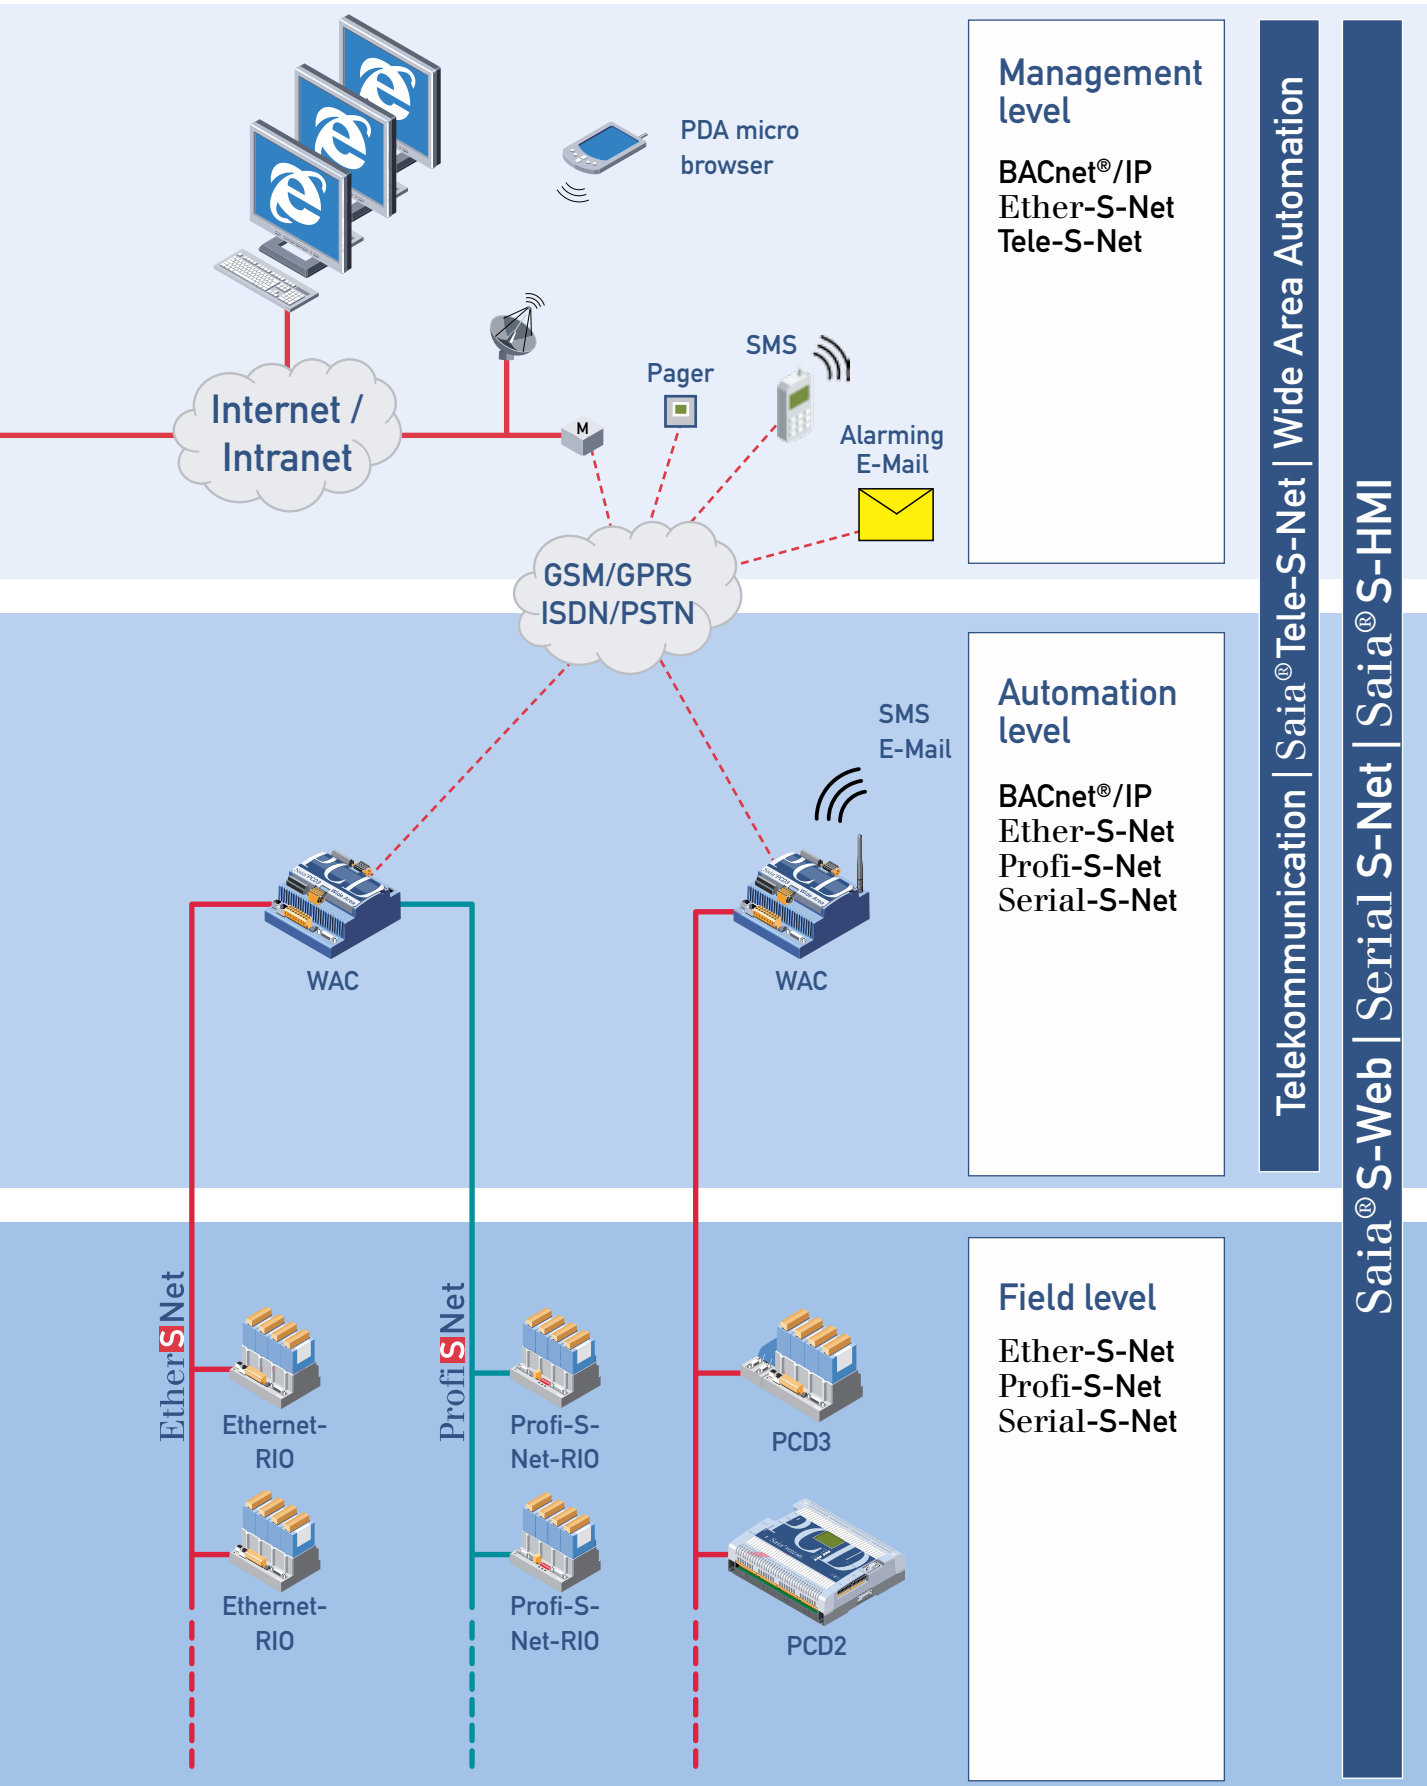 PDA micro
browser
Internet /
Intranet
M
Pager
SMS
Alarming
E-Mail
GSM/GPRS
ISDN/PSTN
Management
level
BACnet®/IP
Ether-S-Net
Tele-S-Net
SMS
E-Mail
WAC
WAC
Automation
level
BACnet®/IP
Ether-S-Net
Profi-S-Net
Serial-S-Net
EtherSNet
ProfiSNet
Ethernet-
RIO
Profi-S-
Net-RIO
PCD3
Ethernet-
RIO
Profi-S-
Net-RIO
PCD
PCD2
Field level
Ether-S-Net
Profi-S-Net
Serial-S-Net
Telekommunication | Saia®Tele-S-Net | Wide Area Automation
Saia®S-Web | Serial S-Net | Saia®S-HMI